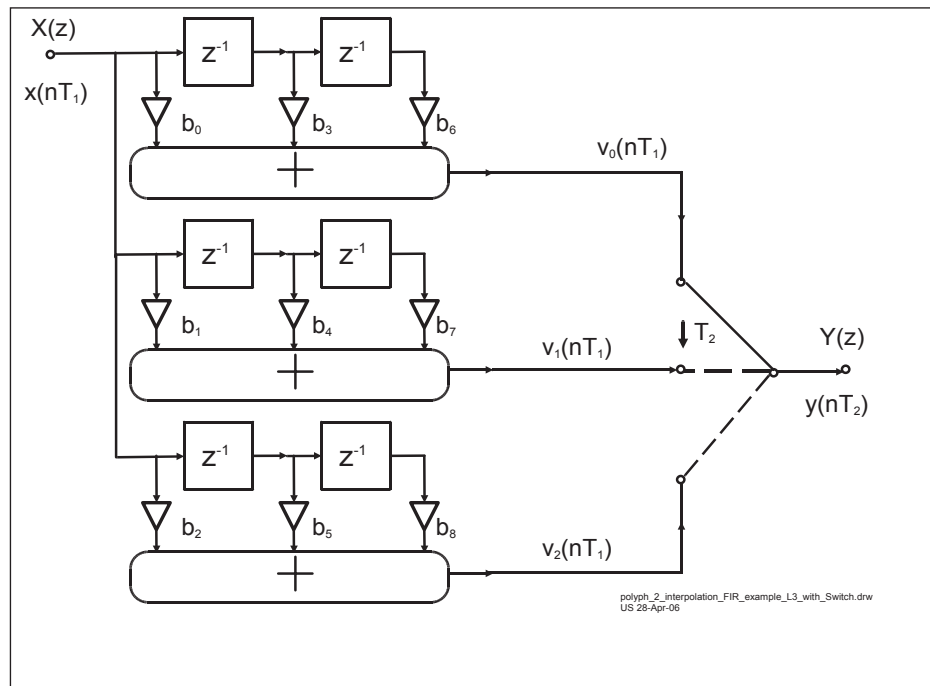 X(z)
x(nT₁)
z⁻¹
z⁻¹
b₀
b₃
b₆
+
v₀(nT₁)
z⁻¹
z⁻¹
b₁
b₄
b₇
+
v₁(nT₁)
T₂
Y(z)
y(nT₂)
z⁻¹
z⁻¹
b₂
b₅
b₈
+
v₂(nT₁)
polyph_2_interpolation_FIR_example_L3_with_Switch.drw
US 28-Apr-06